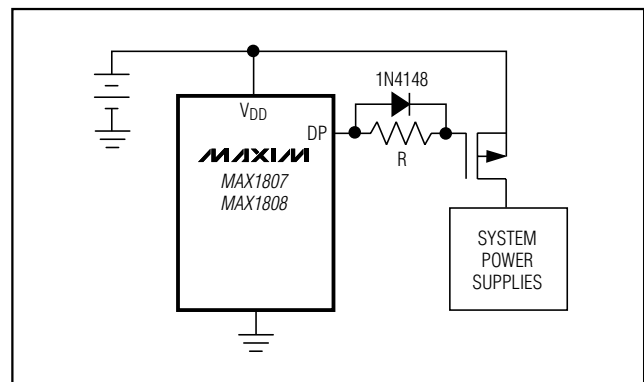 1N4148
VDD
DP
R
MAXIM
MAX1807
MAX1808
SYSTEM
POWER
SUPPLIES